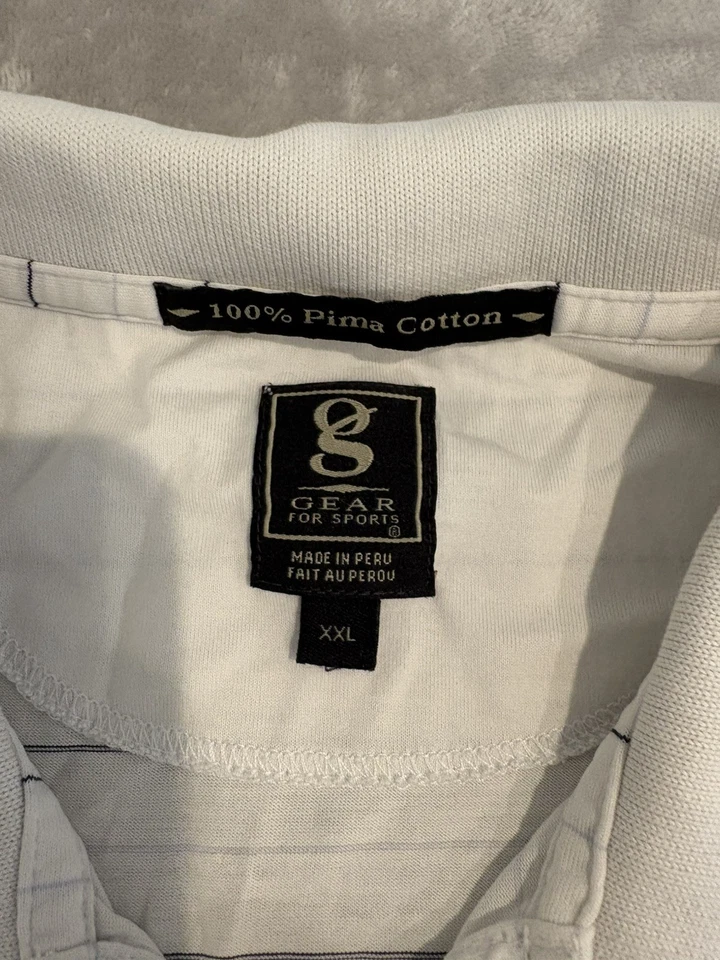 100% Pima Cotton
g
GEAR
FOR SPORTS
®
MADE IN PERU
FAIT AU PEROU
XXL